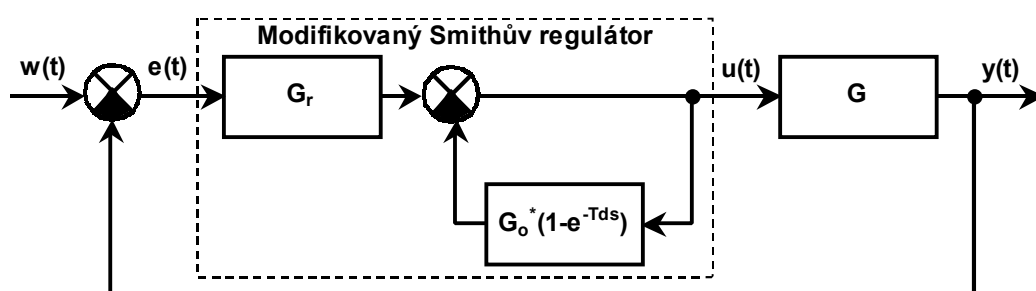 Modifikovaný Smithův regulátor
w(t)
e(t)
u(t)
y(t)
Gr
G
Go*(1-e-Tds)